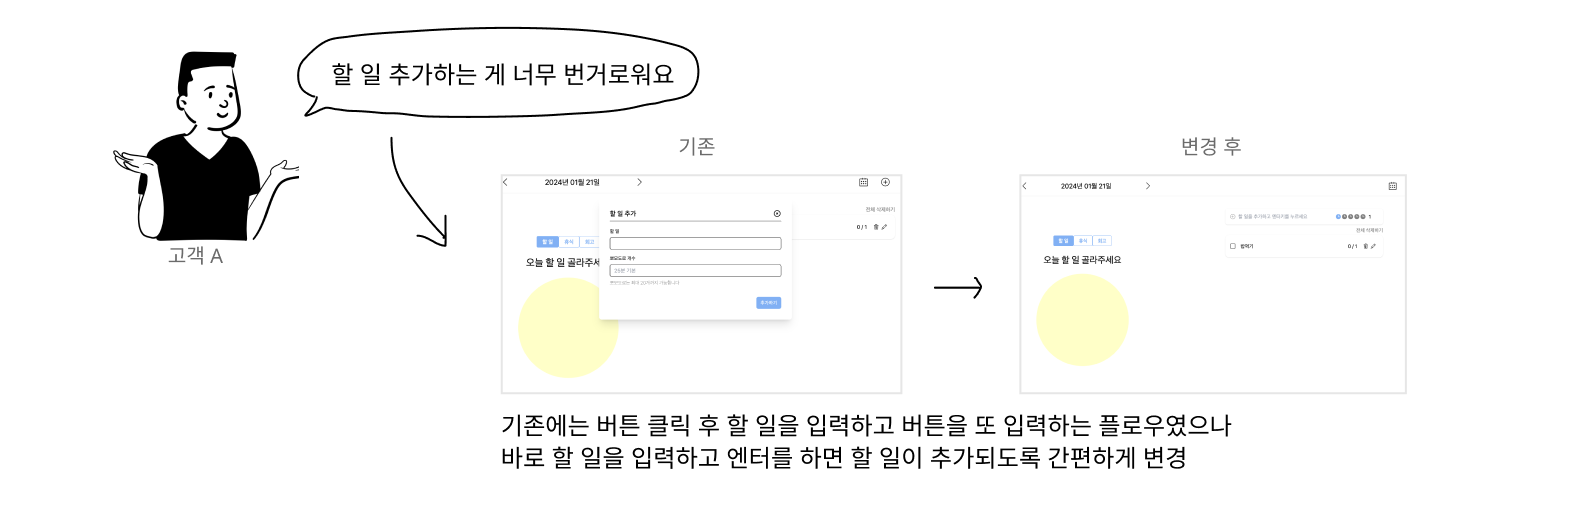 할 일 추가하는 게 너무 번거로워요
고객 A
기존
2024년 01월 21일
할 일 추가
할 일
뽀모도로 개수
25분 기준
추가하기
전체 삭제하기
0/1
할 일
휴식
회고
오늘 할 일 골라주세
변경 후
2024년 01월 21일
할 일을 추가하고 엔터키를 누르세요
1
전체 삭제하기
0/1
할 일
휴식
회고
오늘 할 일 골라주세요
기존에는 버튼 클릭 후 할 일을 입력하고 버튼을 또 입력하는 플로우였으나
바로 할 일을 입력하고 엔터를 하면 할 일이 추가되도록 간편하게 변경